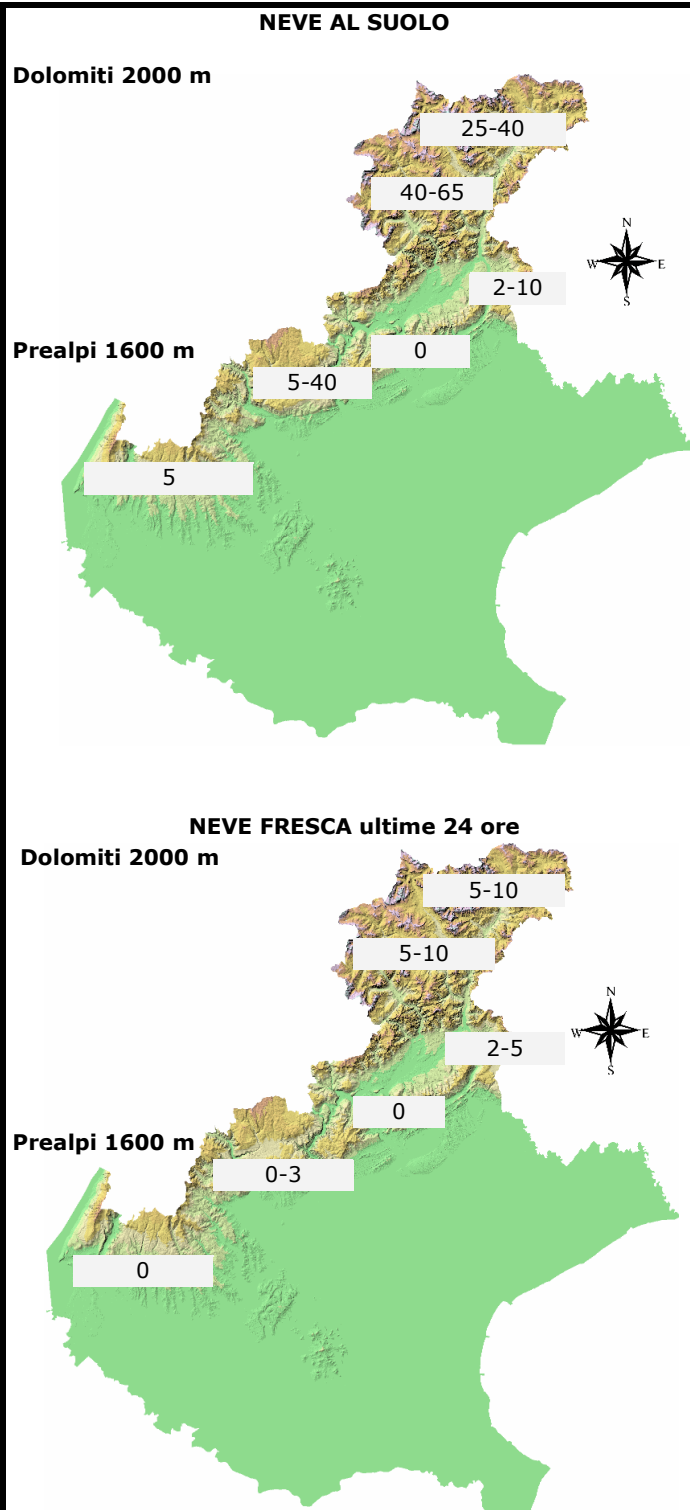 NEVE AL SUOLO
Dolomiti 2000 m
25-40
40-65
N
W E
S
2-10
Prealpi 1600 m
0
5-40
5
NEVE FRESCA ultime 24 ore
Dolomiti 2000 m
5-10
5-10
N
W E
S
2-5
0
Prealpi 1600 m
0-3
0